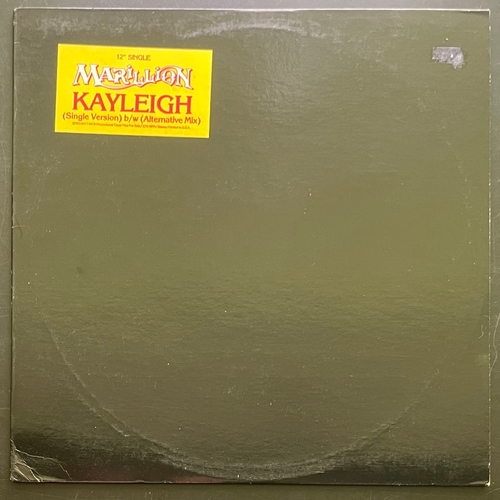 12" SINGLE
MARILLION
KAYLEIGH
(Single Version) b/w (Alternative Mix)